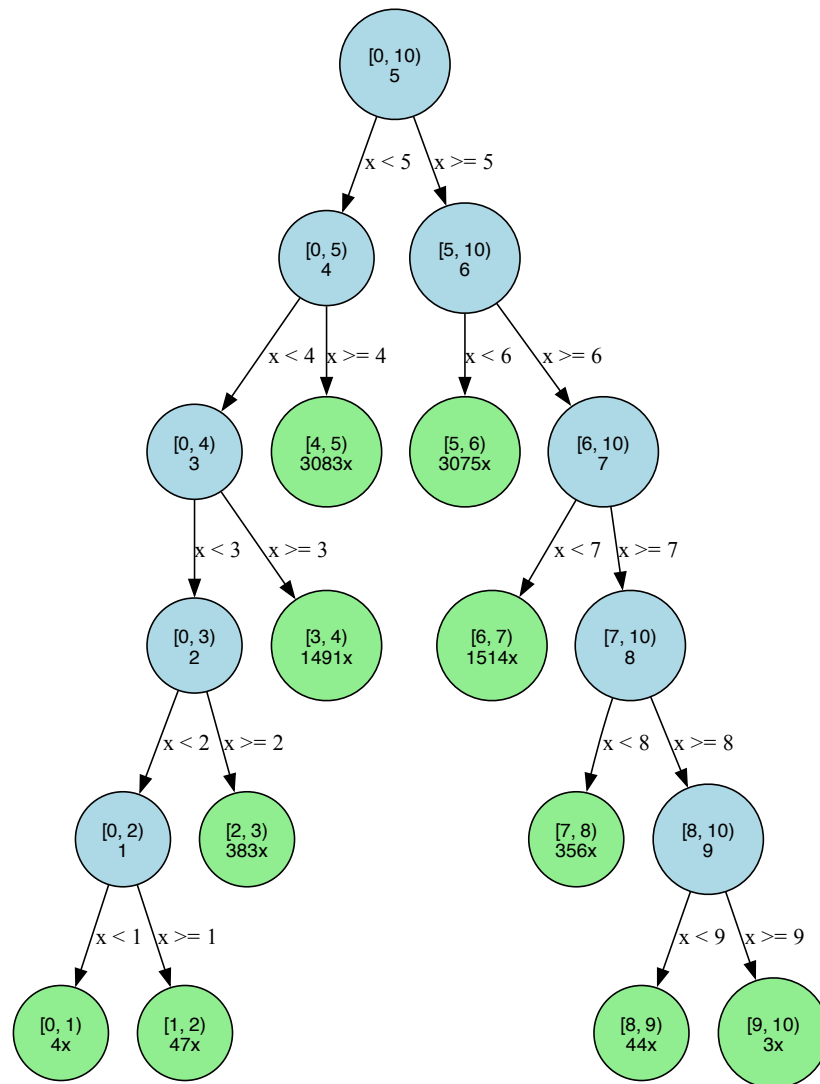 [0, 10)
5
x < 5
x >= 5
[0, 5)
4
[5, 10)
6
x < 4
x >= 4
x < 6
x >= 6
[0, 4)
3
[4, 5)
3083x
[5, 6)
3075x
[6, 10)
7
x < 3
x >= 3
x < 7
x >= 7
[0, 3)
2
[3, 4)
1491x
[6, 7)
1514x
[7, 10)
8
x < 2
x >= 2
x < 8
x >= 8
[0, 2)
1
[2, 3)
383x
[7, 8)
356x
[8, 10)
9
x < 1
x >= 1
x < 9
x >= 9
[0, 1)
4x
[1, 2)
47x
[8, 9)
44x
[9, 10)
3x